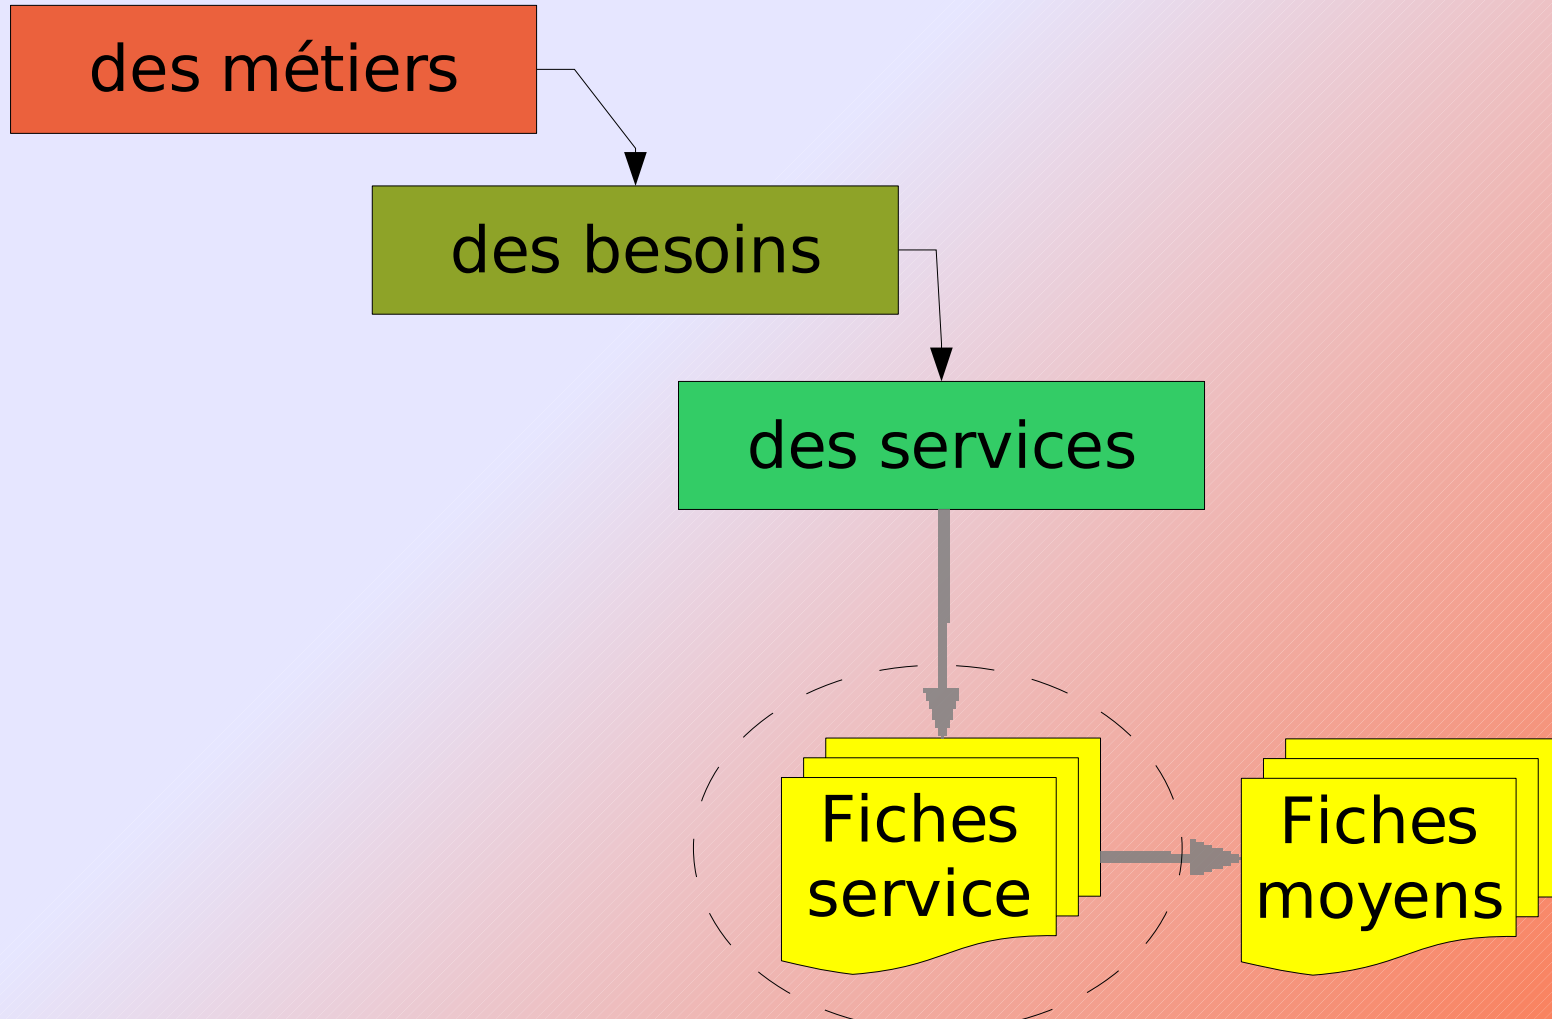 des métiers
des besoins
des services
Fiches
service
Fiches
moyens